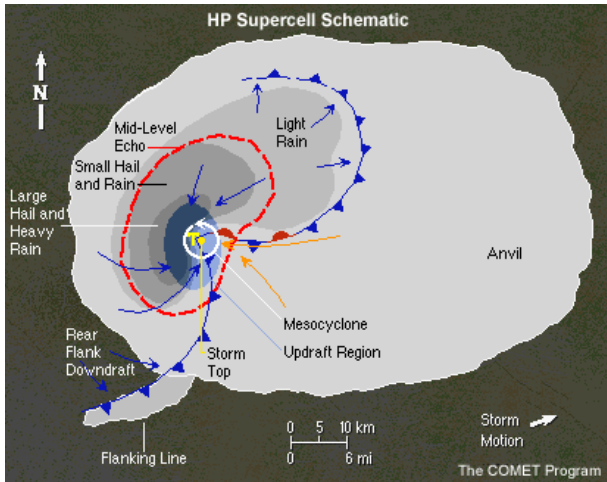 HP Supercell Schematic
N
Mid-Level
Echo
Light
Rain
Small Hail
and Rain
Large
Hail and
Heavy
Rain
T
Anvil
Mesocyclone
Rear
Flank
Downdraft
Updraft Region
Storm
Top
Flanking Line
0 5 10 km
0 6 mi
Storm
Motion
The COMET Program